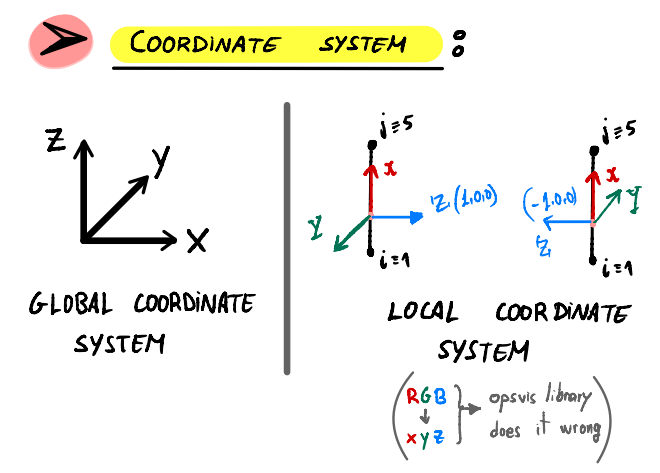 ➤ COORDINATE SYSTEM :
Z
Y
X
GLOBAL COORDINATE
SYSTEM
j≡5
x
Z (1,0,0)
Y
i≡1
j≡5
x
Y
(-1,0,0)
Z
i≡1
LOCAL COORDINATE
SYSTEM
(RGB → opsvis library
↓
x y z does it wrong)